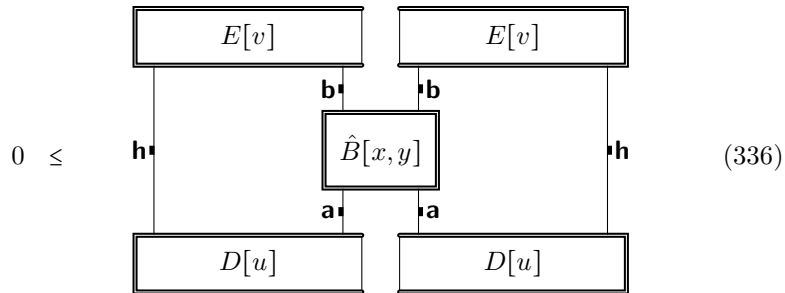 E[v] E[v]
b b
0 ≤ h B̂[x, y] h (336)
a a
D[u] D[u]